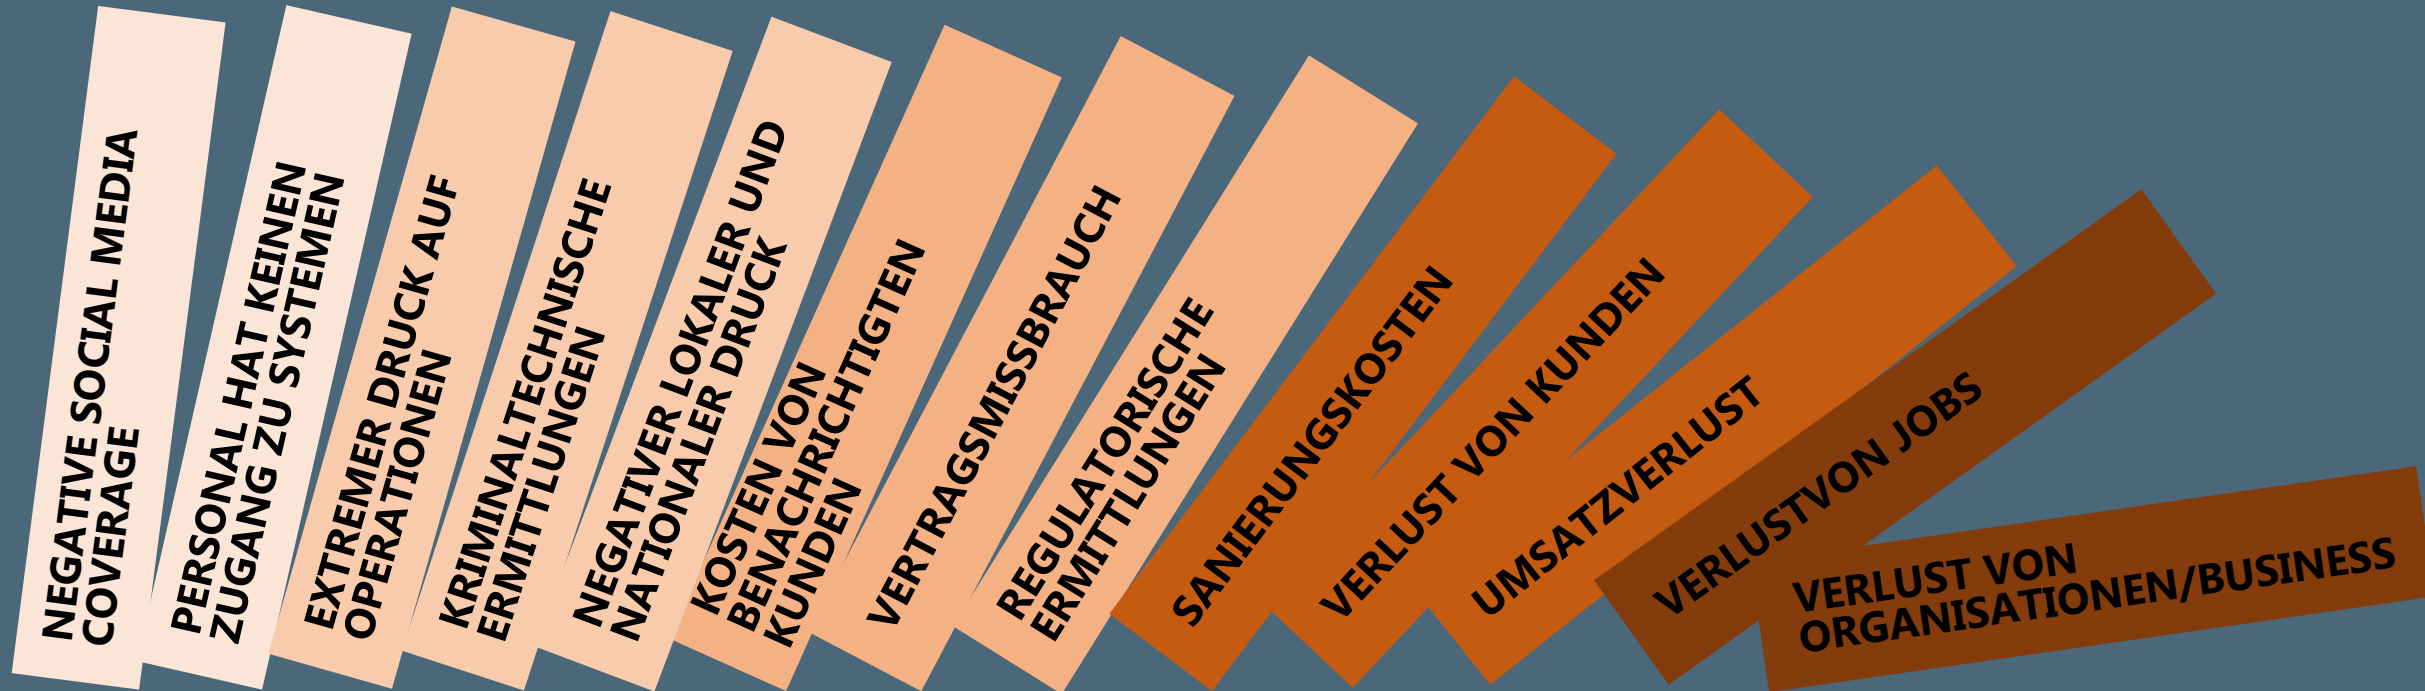 NEGATIVE SOCIAL MEDIA
COVERAGE
PERSONAL HAT KEINEN
ZUGANG ZU SYSTEMEN
EXTREMER DRUCK AUF
OPERATIONEN
KRIMINALTECHNISCHE
ERMITTLUNGEN
NEGATIVER LOKALER UND
NATIONALER DRUCK
KOSTEN VON
BENACHRICHTIGTEN
KUNDEN
VERTRAGSMISSBRAUCH
REGULATORISCHE
ERMITTLUNGEN
SANIERUNGSKOSTEN
VERLUST VON KUNDEN
UMSATZVERLUST
VERLUSTVON JOBS
VERLUST VON
ORGANISATIONEN/BUSINESS